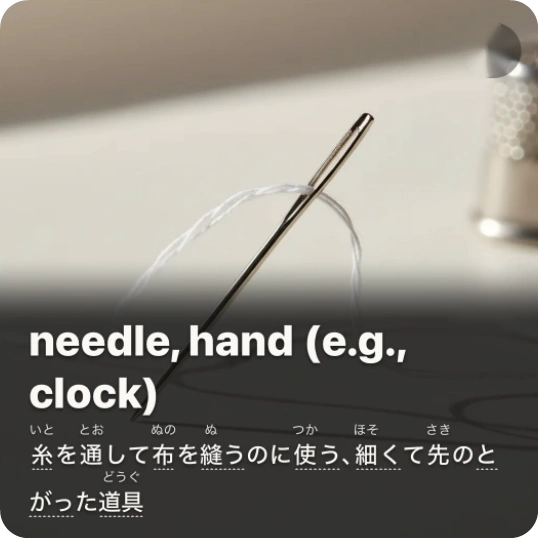 needle, hand (e.g.,
clock)
いと とお ぬの ぬ つか ほそ さき
糸を通して布を縫うのに使う、細くて先のと
どうぐ
がった道具